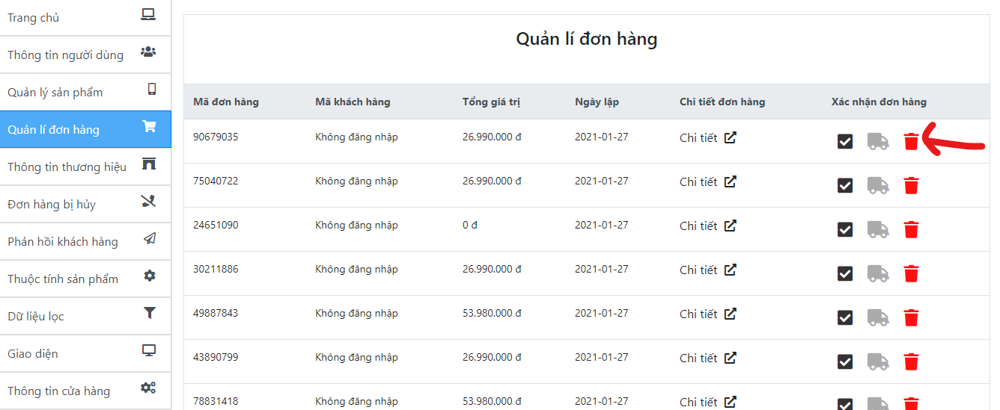 Trang chủ
Thông tin người dùng
Quản lý sản phẩm
Quản lí đơn hàng
Thông tin thương hiệu
Đơn hàng bị hủy
Phản hồi khách hàng
Thuộc tính sản phẩm
Dữ liệu lọc
Giao diện
Thông tin cửa hàng
Quản lí đơn hàng
Mã đơn hàng Mã khách hàng Tổng giá trị Ngày lập Chi tiết đơn hàng Xác nhận đơn hàng
90679035 Không đăng nhập 26.990.000 đ 2021-01-27 Chi tiết
75040722 Không đăng nhập 26.990.000 đ 2021-01-27 Chi tiết
24651090 Không đăng nhập 0 đ 2021-01-27 Chi tiết
30211886 Không đăng nhập 26.990.000 đ 2021-01-27 Chi tiết
49887843 Không đăng nhập 53.980.000 đ 2021-01-27 Chi tiết
43890799 Không đăng nhập 26.990.000 đ 2021-01-27 Chi tiết
78831418 Không đăng nhập 53.980.000 đ 2021-01-27 Chi tiết